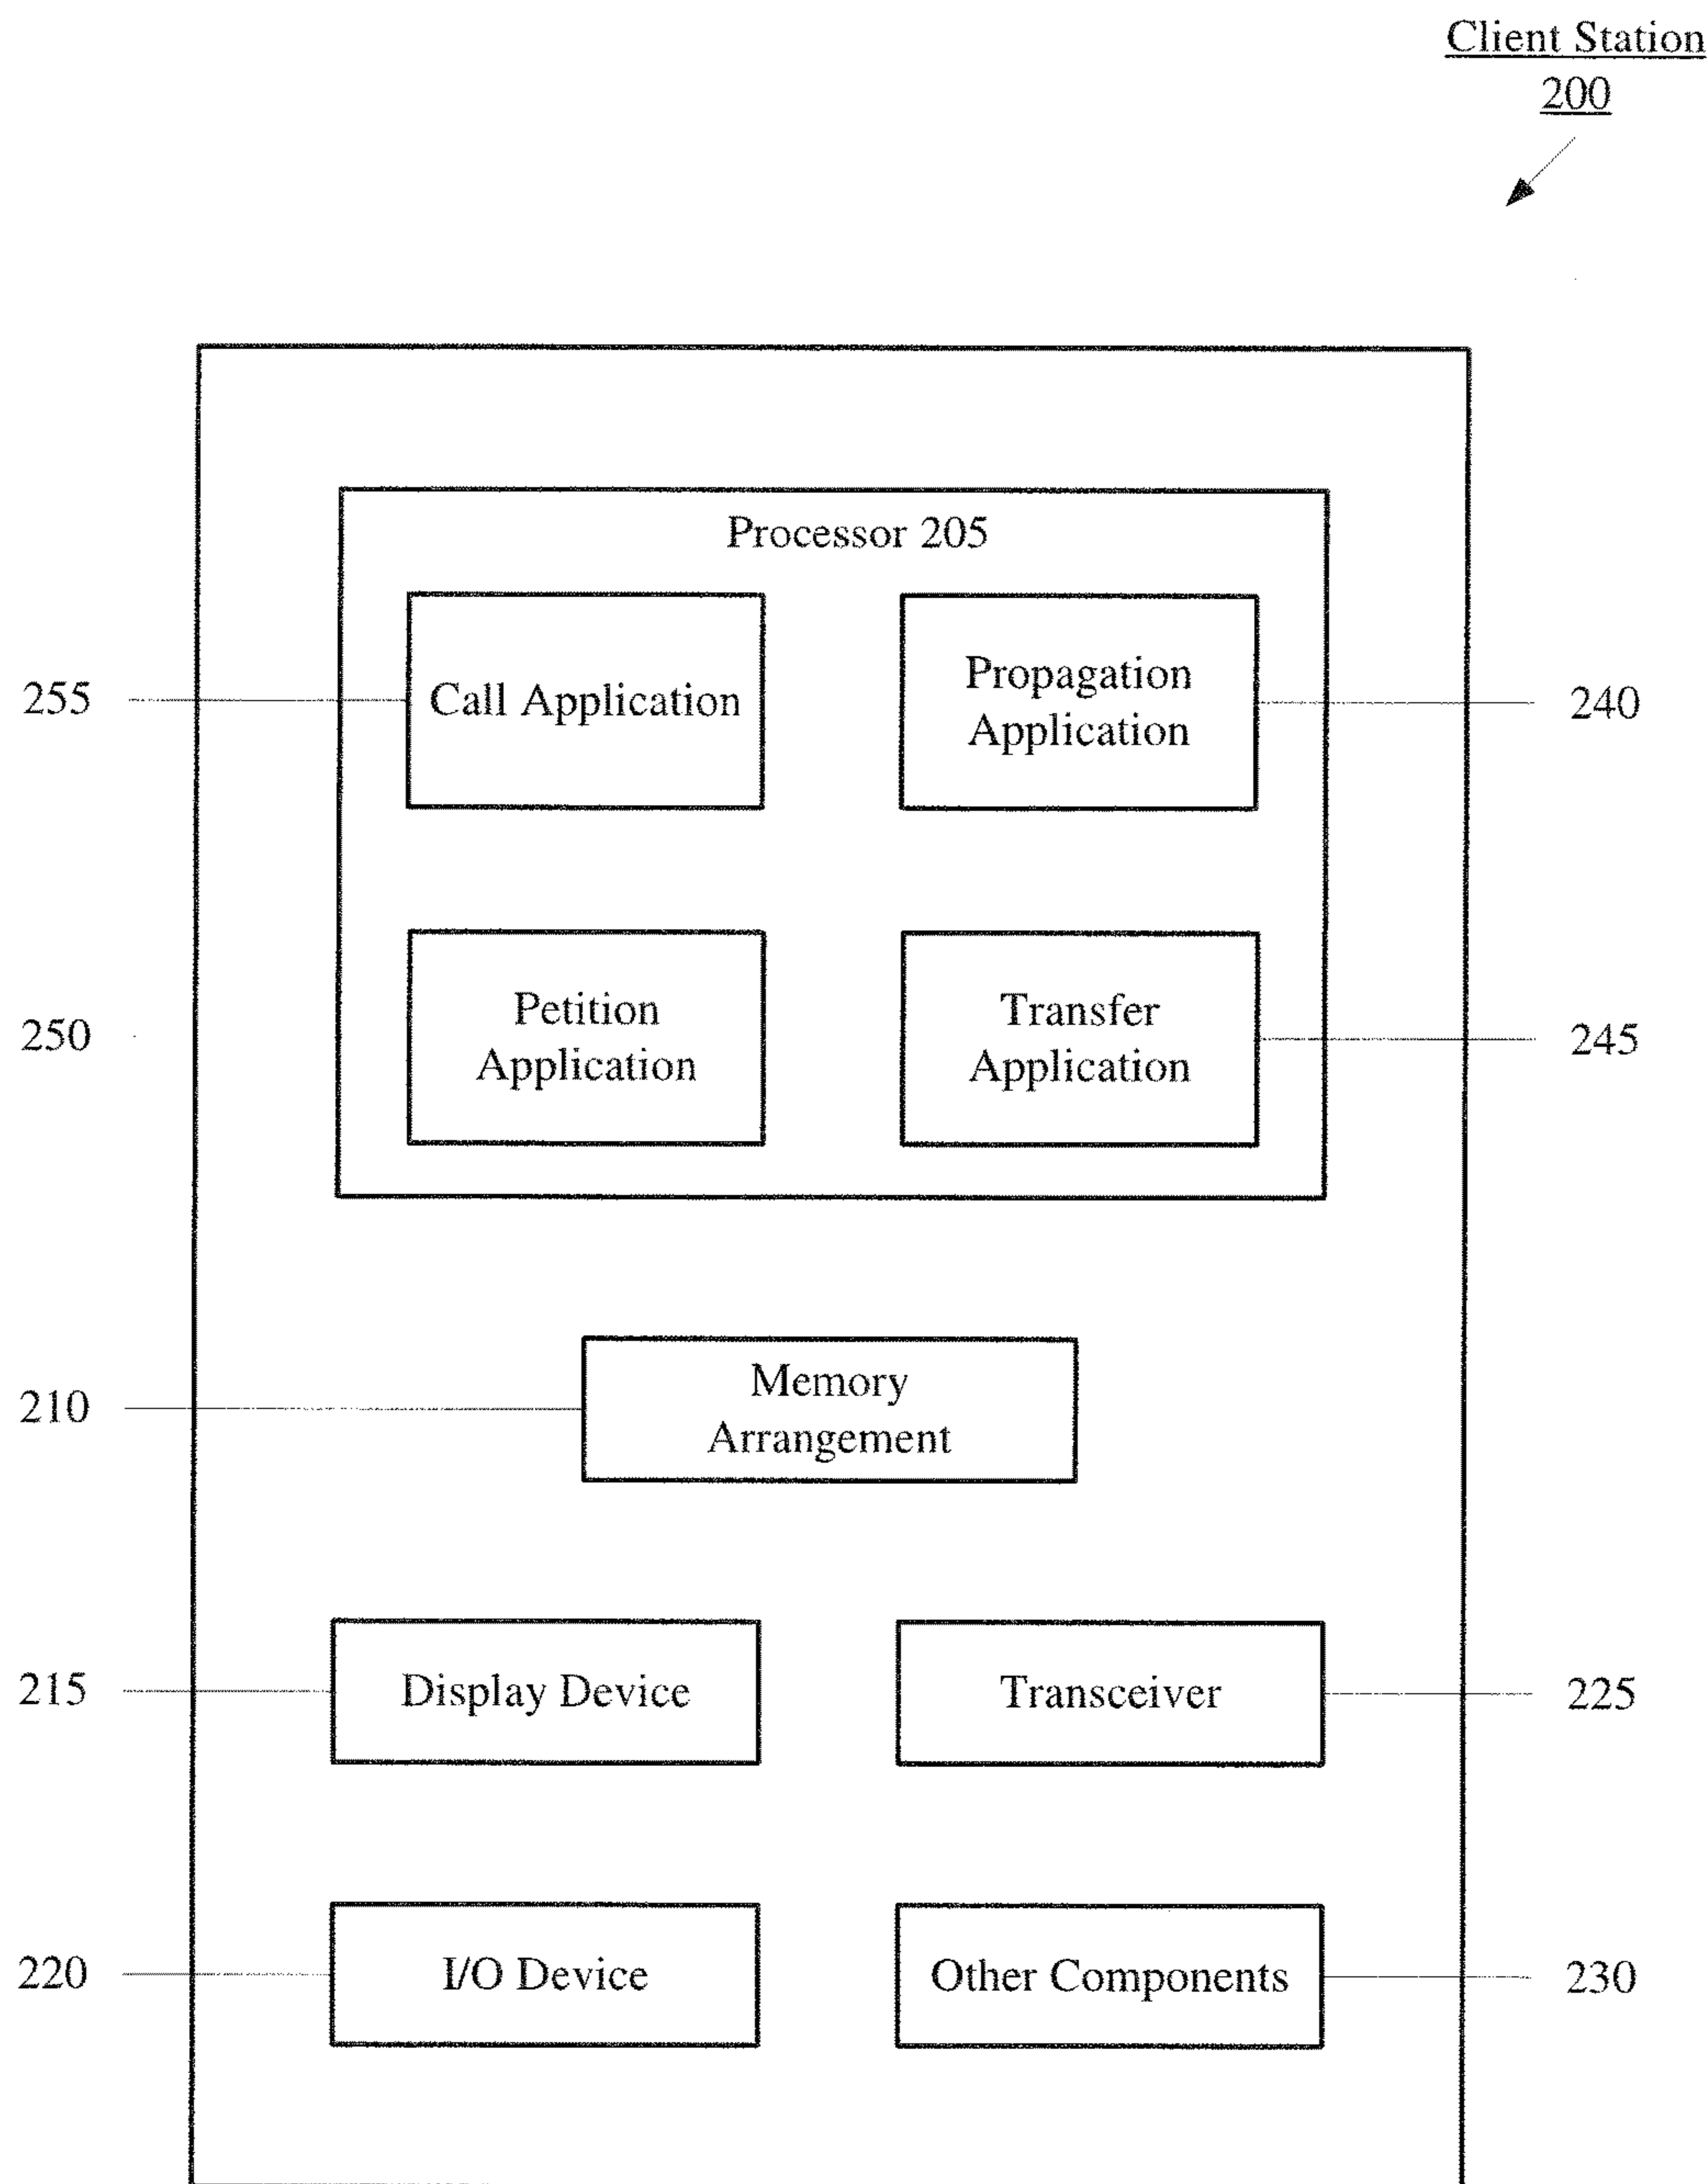 Client Station
200
Processor 205
255
Call Application
Propagation
Application
240
250
Petition
Application
Transfer
Application
245
210
Memory
Arrangement
215
Display Device
Transceiver
225
220
I/O Device
Other Components
230